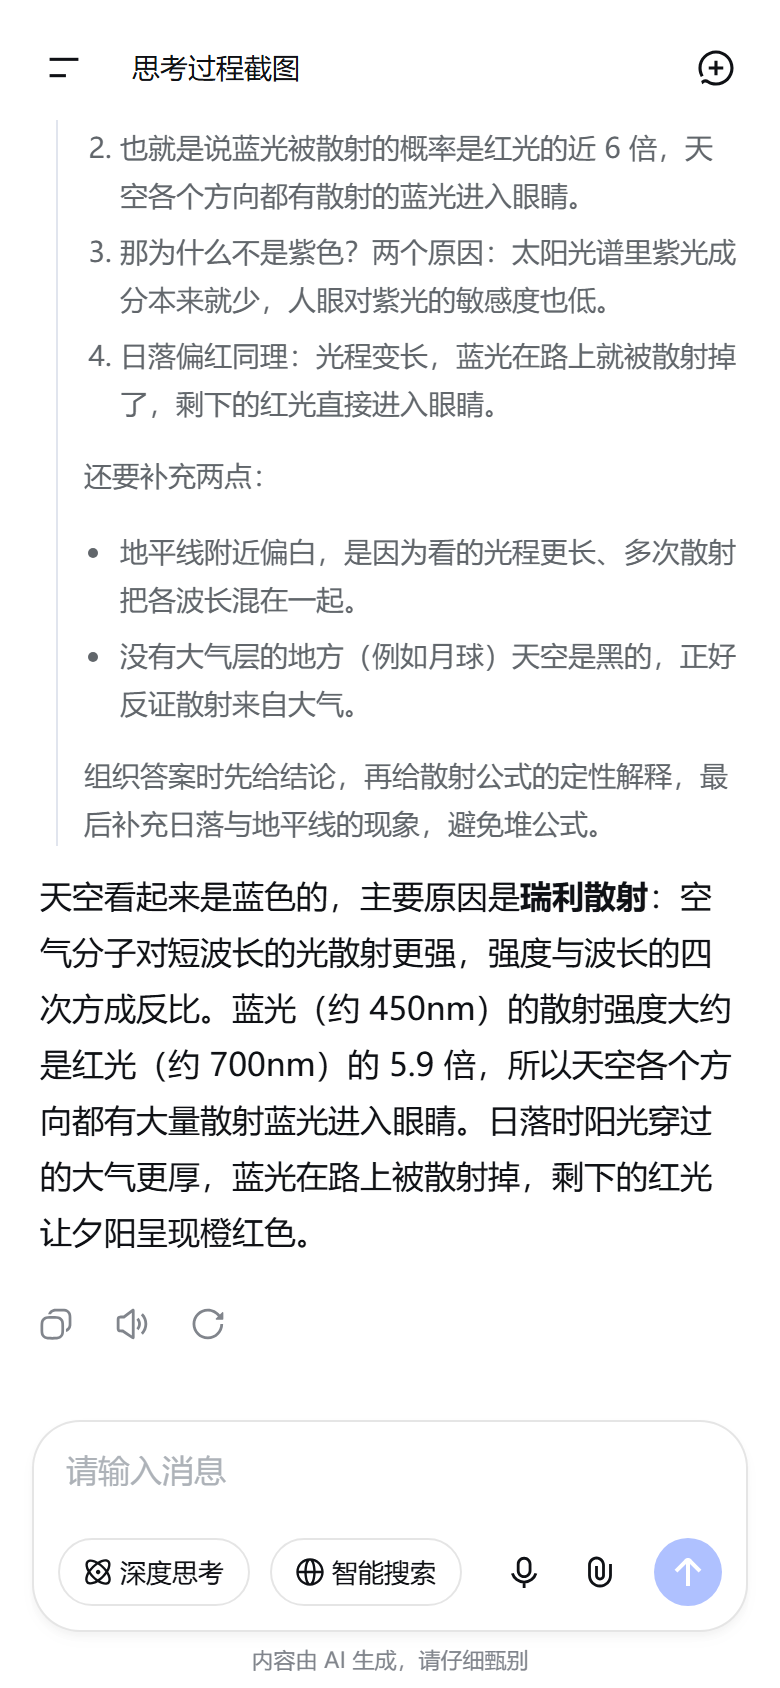 思考过程截图
2. 也就是说蓝光被散射的概率是红光的近 6 倍，天
空各个方向都有散射的蓝光进入眼睛。
3. 那为什么不是紫色？两个原因：太阳光谱里紫光成
分本来就少，人眼对紫光的敏感度也低。
4. 日落偏红同理：光程变长，蓝光在路上就被散射掉
了，剩下的红光直接进入眼睛。
还要补充两点：
• 地平线附近偏白，是因为看的光程更长、多次散射
把各波长混在一起。
• 没有大气层的地方（例如月球）天空是黑的，正好
反证散射来自大气。
组织答案时先给结论，再给散射公式的定性解释，最
后补充日落与地平线的现象，避免堆公式。
天空看起来是蓝色的，主要原因是瑞利散射：空
气分子对短波长的光散射更强，强度与波长的四
次方成反比。蓝光（约 450nm）的散射强度大约
是红光（约 700nm）的 5.9 倍，所以天空各个方
向都有大量散射蓝光进入眼睛。日落时阳光穿过
的大气更厚，蓝光在路上被散射掉，剩下的红光
让夕阳呈现橙红色。
请输入消息
深度思考 智能搜索
内容由 AI 生成，请仔细甄别